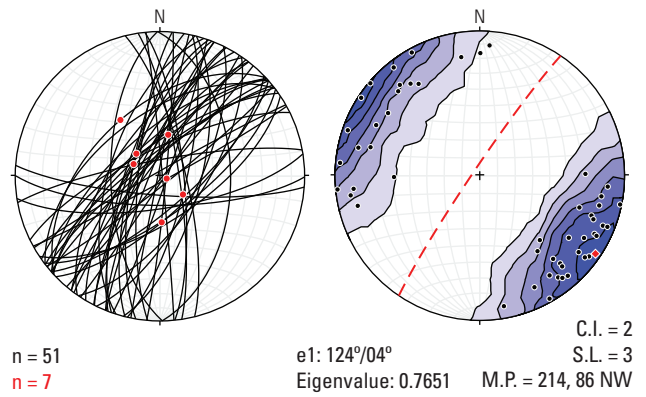 N
N
n = 51
n = 7
e1: 124º/04º
Eigenvalue: 0.7651
C.I. = 2
S.L. = 3
M.P. = 214, 86 NW